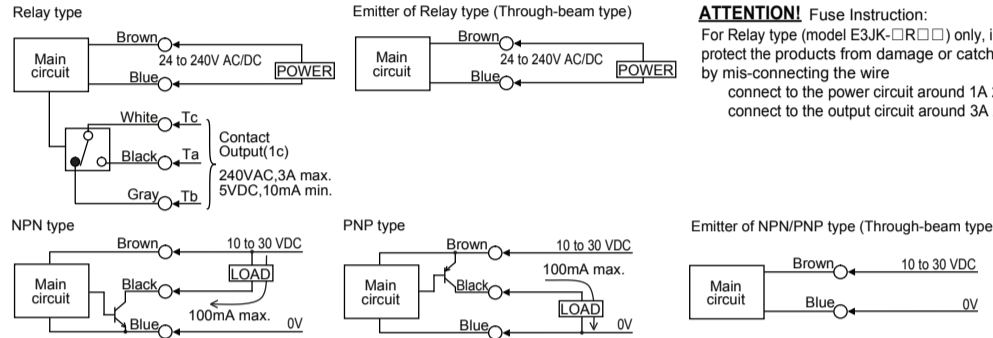 Relay type
Brown
24 to 240V AC/DC
POWER
Main
circuit
Blue
White
Tc
Black
Ta
Gray
Tb
Contact
Output(1c)
240VAC,3A max.
5VDC,10mA min.
Emitter of Relay type (Through-beam type)
Brown
24 to 240V AC/DC
POWER
Main
circuit
Blue
ATTENTION! Fuse Instruction:
For Relay type (model E3JK-□R□□) only, i
protect the products from damage or catch
by mis-connecting the wire
connect to the power circuit around 1A
connect to the output circuit around 3A
NPN type
Brown
10 to 30 VDC
LOAD
Main
circuit
Black
100mA max.
Blue
0V
PNP type
Brown
10 to 30 VDC
100mA max.
Main
circuit
Black
LOAD
Blue
0V
Emitter of NPN/PNP type (Through-beam type
Brown
10 to 30 VDC
Main
circuit
Blue
0V